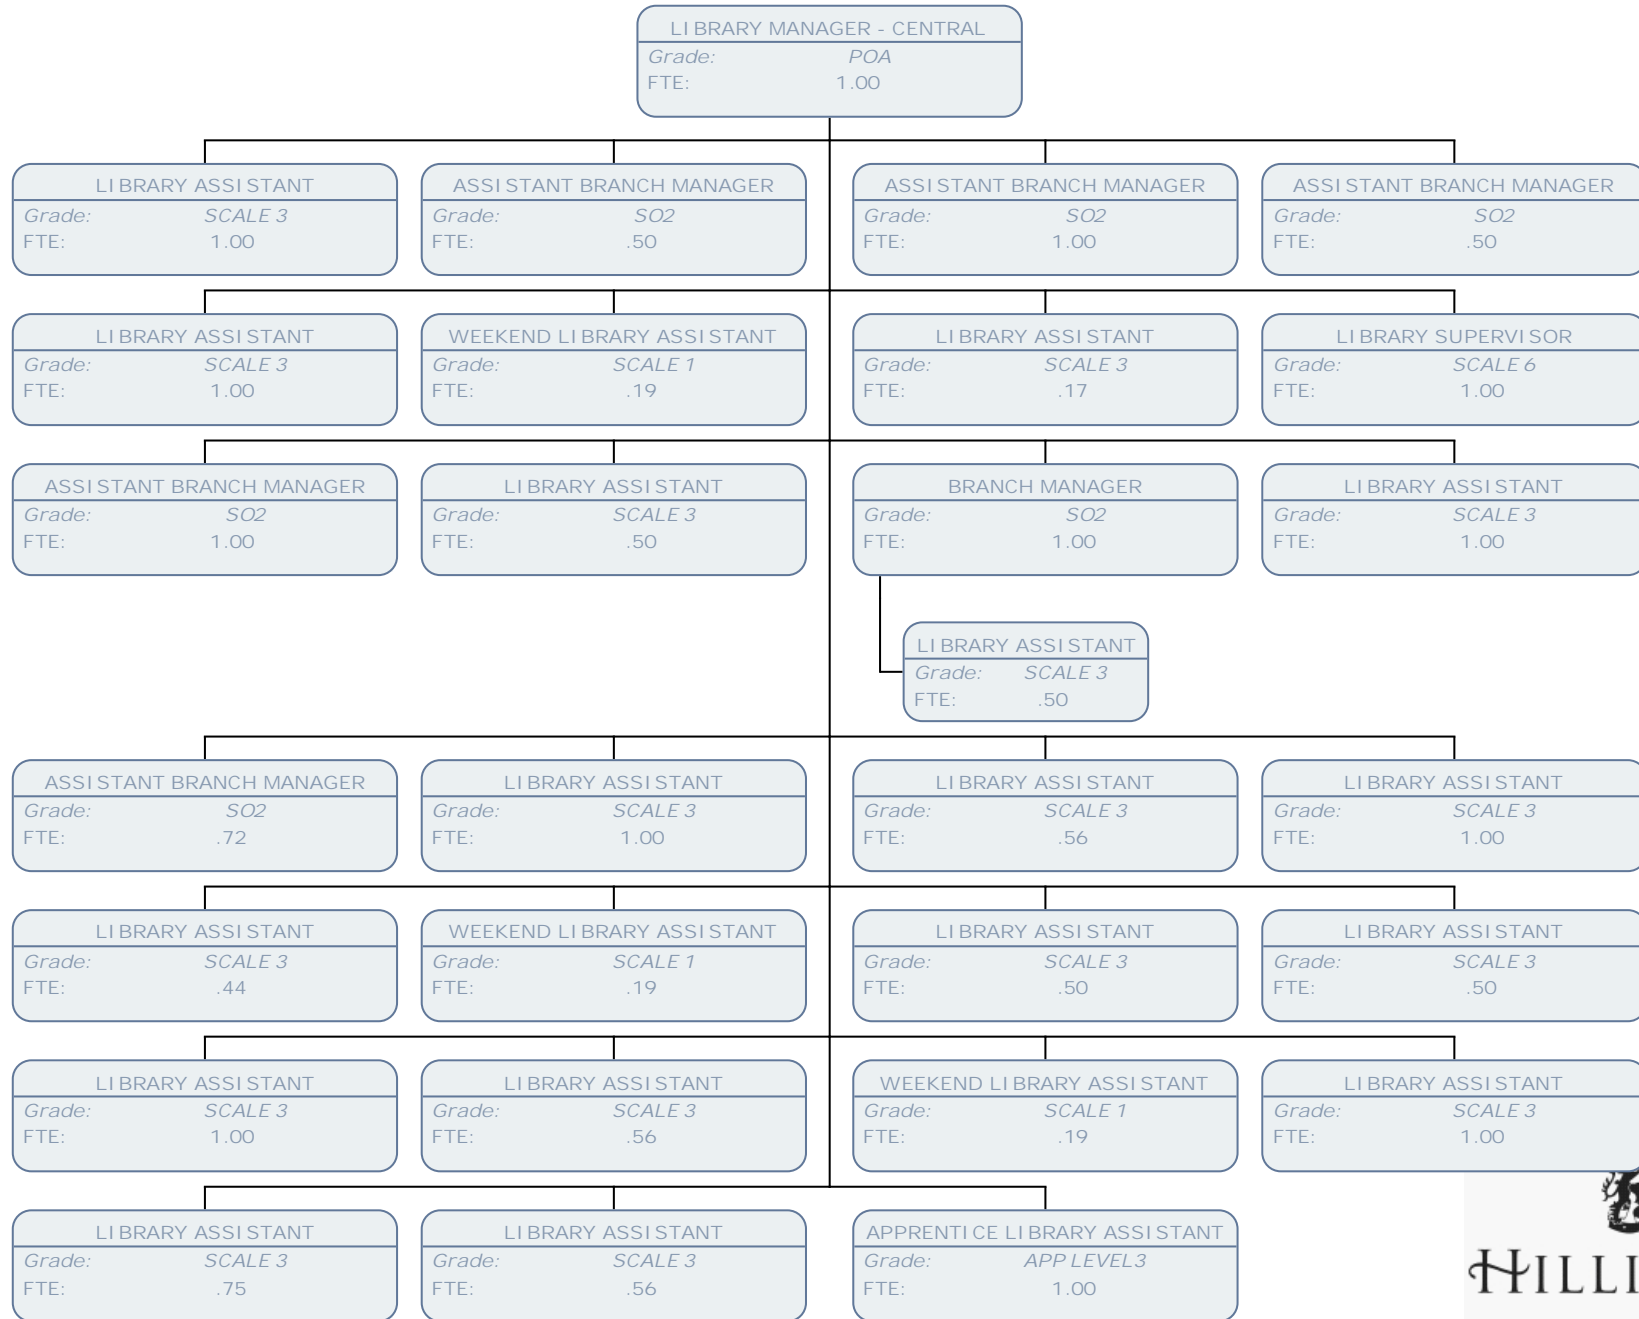 LIBRARY MANAGER - CENTRAL
Grade: POA
FTE: 1.00
LIBRARY ASSISTANT
Grade: SCALE 3
FTE: 1.00
ASSISTANT BRANCH MANAGER
Grade: SO2
FTE: .50
ASSISTANT BRANCH MANAGER
Grade: SO2
FTE: 1.00
ASSISTANT BRANCH MANAGER
Grade: SO2
FTE: .50
LIBRARY ASSISTANT
Grade: SCALE 3
FTE: 1.00
WEEKEND LIBRARY ASSISTANT
Grade: SCALE 1
FTE: .19
LIBRARY ASSISTANT
Grade: SCALE 3
FTE: .17
LIBRARY SUPERVISOR
Grade: SCALE 6
FTE: 1.00
ASSISTANT BRANCH MANAGER
Grade: SO2
FTE: 1.00
LIBRARY ASSISTANT
Grade: SCALE 3
FTE: .50
BRANCH MANAGER
Grade: SO2
FTE: 1.00
LIBRARY ASSISTANT
Grade: SCALE 3
FTE: 1.00
LIBRARY ASSISTANT
Grade: SCALE 3
FTE: .50
ASSISTANT BRANCH MANAGER
Grade: SO2
FTE: .72
LIBRARY ASSISTANT
Grade: SCALE 3
FTE: 1.00
LIBRARY ASSISTANT
Grade: SCALE 3
FTE: .56
LIBRARY ASSISTANT
Grade: SCALE 3
FTE: 1.00
LIBRARY ASSISTANT
Grade: SCALE 3
FTE: .44
WEEKEND LIBRARY ASSISTANT
Grade: SCALE 1
FTE: .19
LIBRARY ASSISTANT
Grade: SCALE 3
FTE: .50
LIBRARY ASSISTANT
Grade: SCALE 3
FTE: .50
LIBRARY ASSISTANT
Grade: SCALE 3
FTE: 1.00
LIBRARY ASSISTANT
Grade: SCALE 3
FTE: .56
WEEKEND LIBRARY ASSISTANT
Grade: SCALE 1
FTE: .19
LIBRARY ASSISTANT
Grade: SCALE 3
FTE: 1.00
LIBRARY ASSISTANT
Grade: SCALE 3
FTE: .75
LIBRARY ASSISTANT
Grade: SCALE 3
FTE: .56
APPRENTICE LIBRARY ASSISTANT
Grade: APP LEVEL3
FTE: 1.00